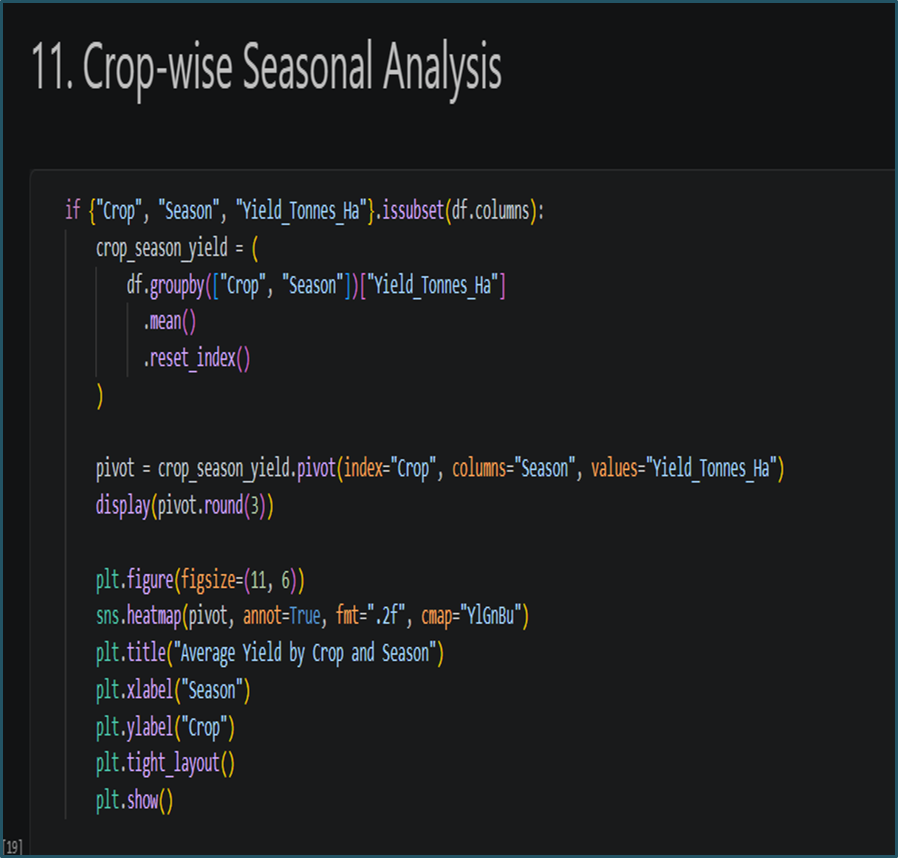 11. Crop-wise Seasonal Analysis
if {"Crop", "Season", "Yield_Tonnes_Ha"}.issubset(df.columns):
    crop_season_yield = (
        df.groupby(["Crop", "Season"])["Yield_Tonnes_Ha"]
          .mean()
          .reset_index()
    )

    pivot = crop_season_yield.pivot(index="Crop", columns="Season", values="Yield_Tonnes_Ha")
    display(pivot.round(3))

    plt.figure(figsize=(11, 6))
    sns.heatmap(pivot, annot=True, fmt=".2f", cmap="YlGnBu")
    plt.title("Average Yield by Crop and Season")
    plt.xlabel("Season")
    plt.ylabel("Crop")
    plt.tight_layout()
    plt.show()
[19]